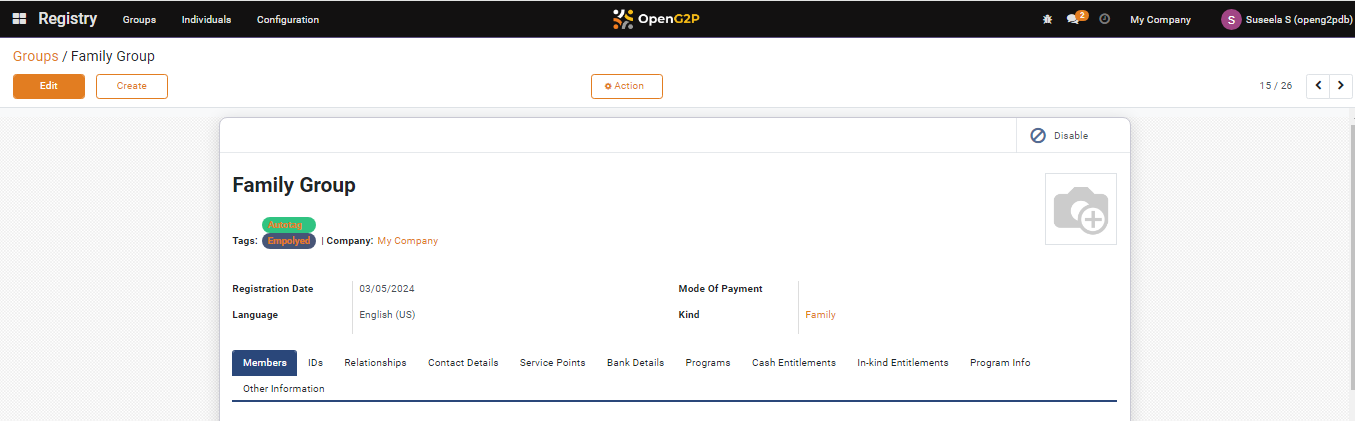 Registry Groups Individuals Configuration OpenG2P 2 My Company S Suseela S (openg2pdb)
Groups / Family Group
Edit Create Action 15 / 26
Disable
Family Group
Autotag
Tags: Empolyed | Company: My Company
Registration Date 03/05/2024 Mode Of Payment
Language English (US) Kind Family
Members IDs Relationships Contact Details Service Points Bank Details Programs Cash Entitlements In-kind Entitlements Program Info
Other Information